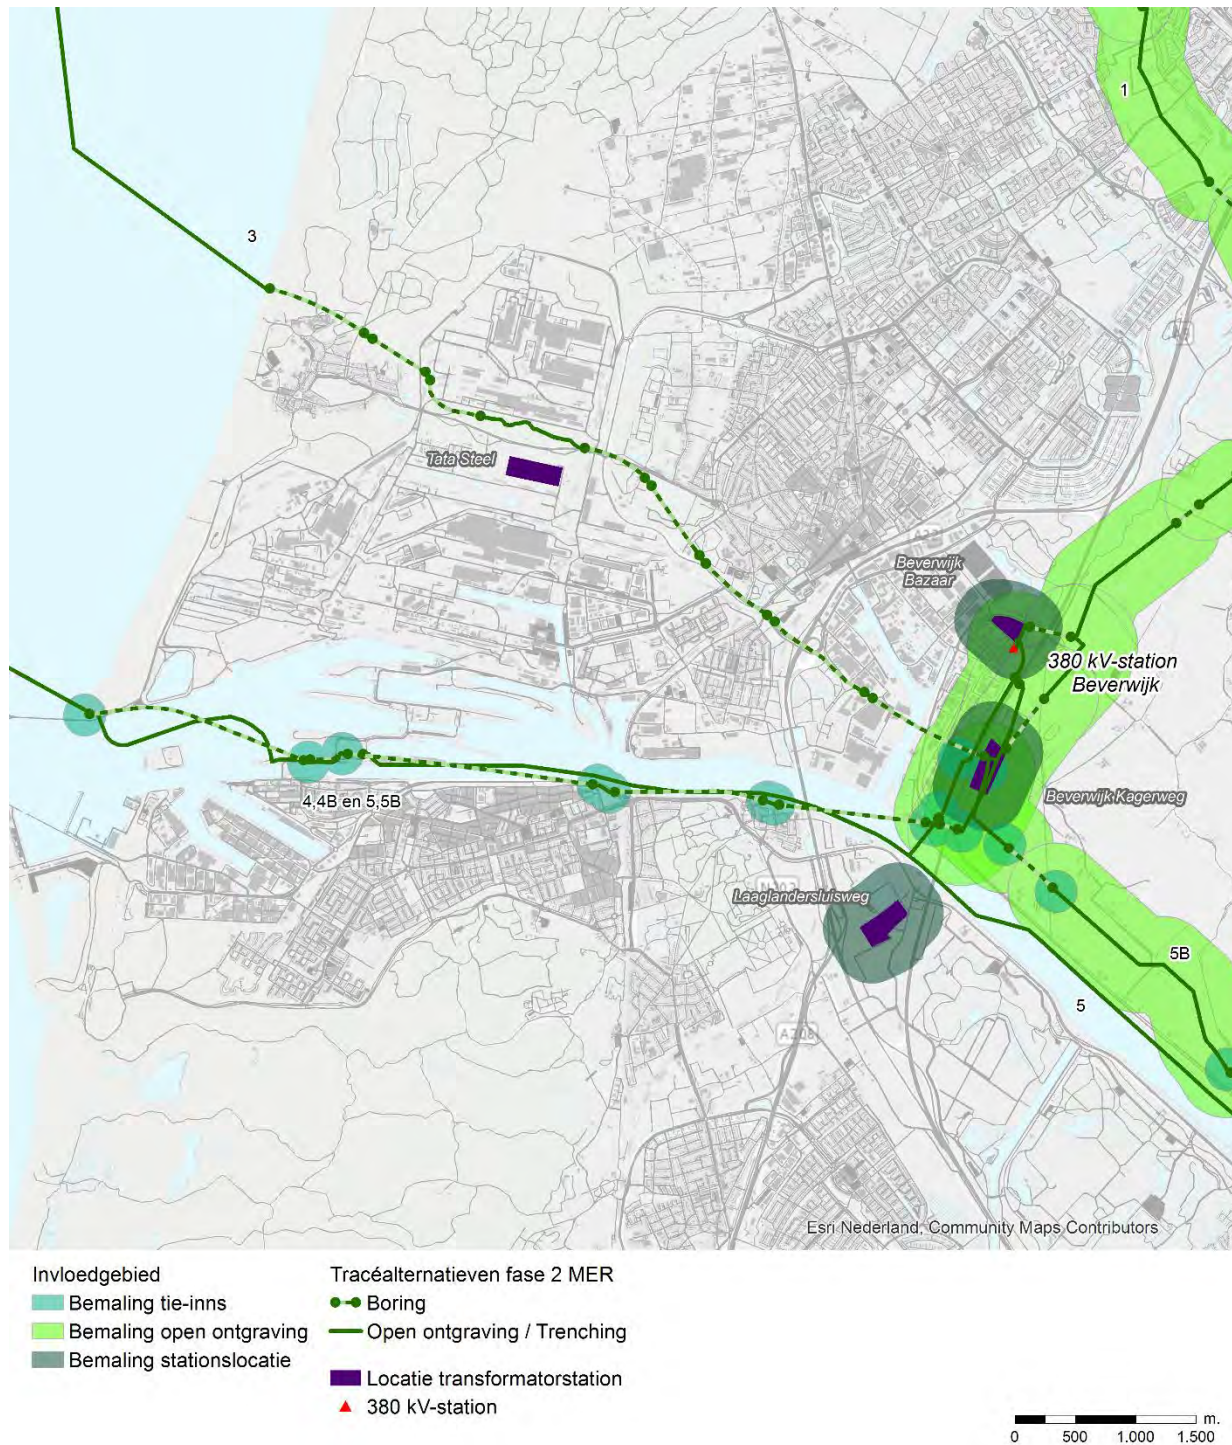 1
3
Tata Steel
A22
Beverwijk
Bazaar
380 kV-station
Beverwijk
4,4B en 5,5B
Beverwijk Kagerweg
Laaglandersluisweg
5B
5
A208
Esri Nederland, Community Maps Contributors
Invloedgebied
Bemaling tie-inns
Bemaling open ontgraving
Bemaling stationslocatie
Tracéalternatieven fase 2 MER
Boring
Open ontgraving / Trenching
Locatie transformatorstation
380 kV-station
m.
0 500 1.000 1.500